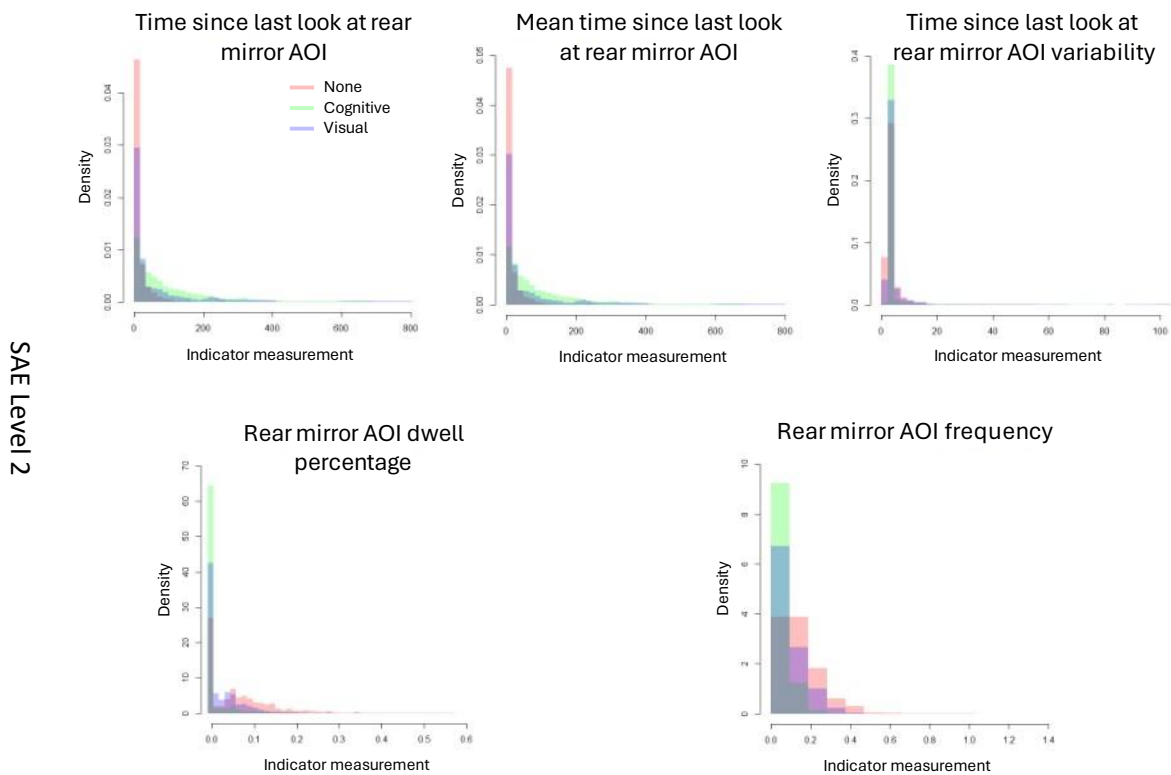 Time since last look at rear
mirror AOI
None
Cognitive
Visual
Density
0.00 0.01 0.02 0.03 0.04
0 200 400 600 800
Indicator measurement
Mean time since last look
at rear mirror AOI
Density
0.00 0.01 0.02 0.03 0.04 0.05
0 200 400 600 800
Indicator measurement
Time since last look at
rear mirror AOI variability
Density
0.0 0.1 0.2 0.3 0.4
0 20 40 60 80 100
Indicator measurement
SAE Level 2
Rear mirror AOI dwell
percentage
Density
0 10 20 30 40 50 60 70
0.0 0.1 0.2 0.3 0.4 0.5 0.6
Indicator measurement
Rear mirror AOI frequency
Density
0 2 4 6 8 10
0.0 0.2 0.4 0.6 0.8 1.0 1.2 1.4
Indicator measurement